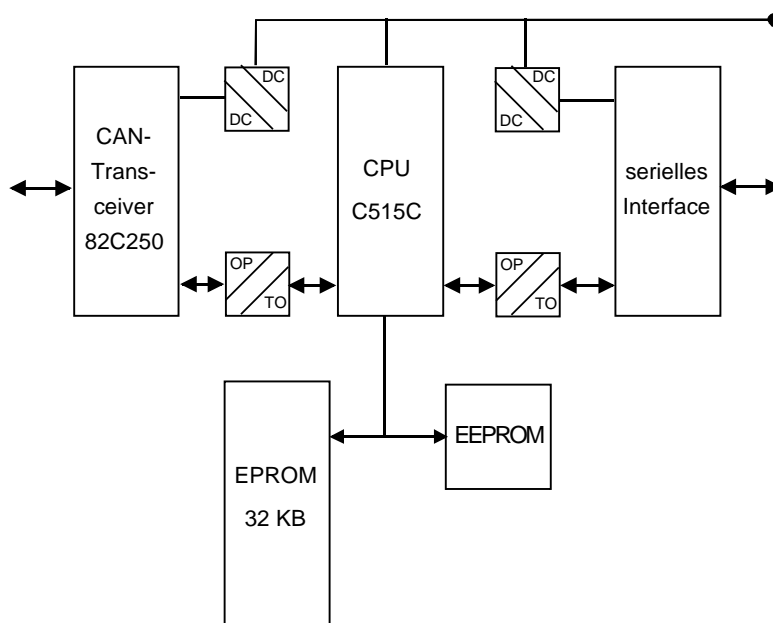 DC
DC
DC
DC
CAN-
Trans-
ceiver
82C250
CPU
C515C
serielles
Interface
OP
TO
OP
TO
EPROM
32 KB
EEPROM